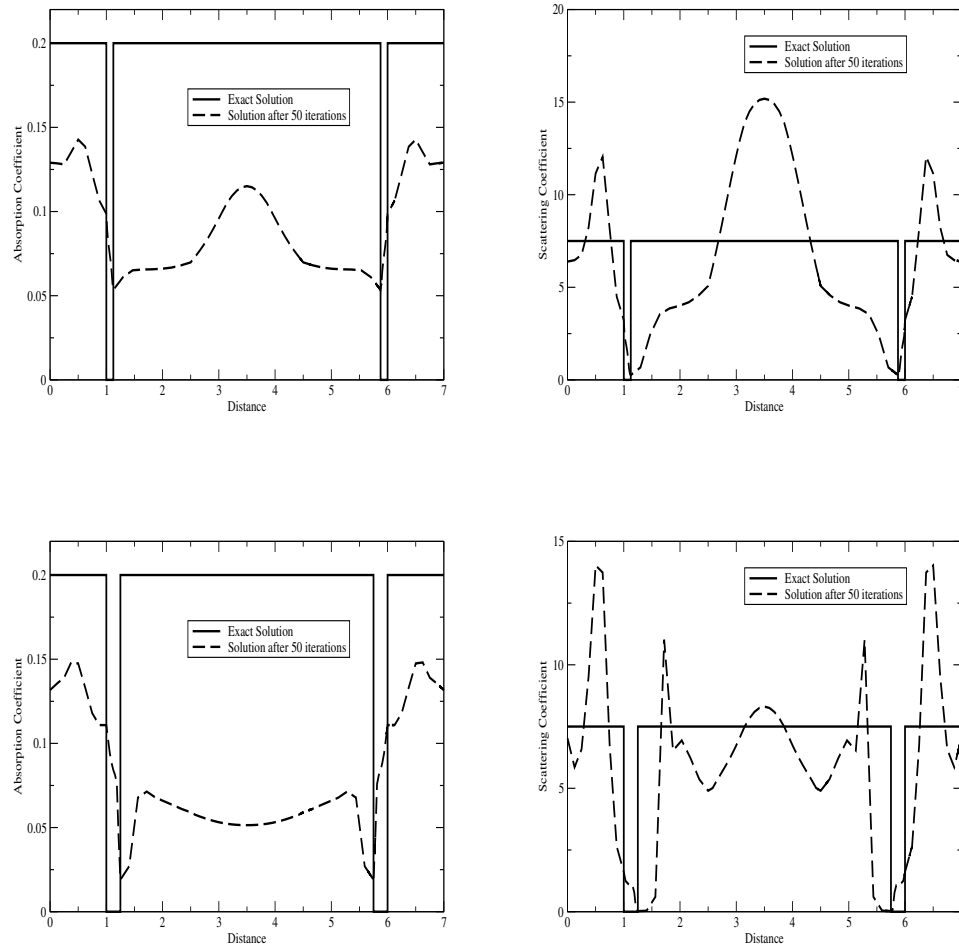 0.2
0.15
0.1
0.05
0
Absorption Coefficient
Exact Solution
Solution after 50 iterations
0 1 2 3 4 5 6 7
Distance
20
15
10
5
0
Scattering Coefficient
Exact Solution
Solution after 50 iterations
0 1 2 3 4 5 6
Distance
0.2
0.15
0.1
0.05
0
Absorption Coefficient
Exact Solution
Solution after 50 iterations
0 1 2 3 4 5 6 7
Distance
15
10
5
0
Scattering Coefficient
Exact Solution
Solution after 50 iterations
0 1 2 3 4 5 6
Distance